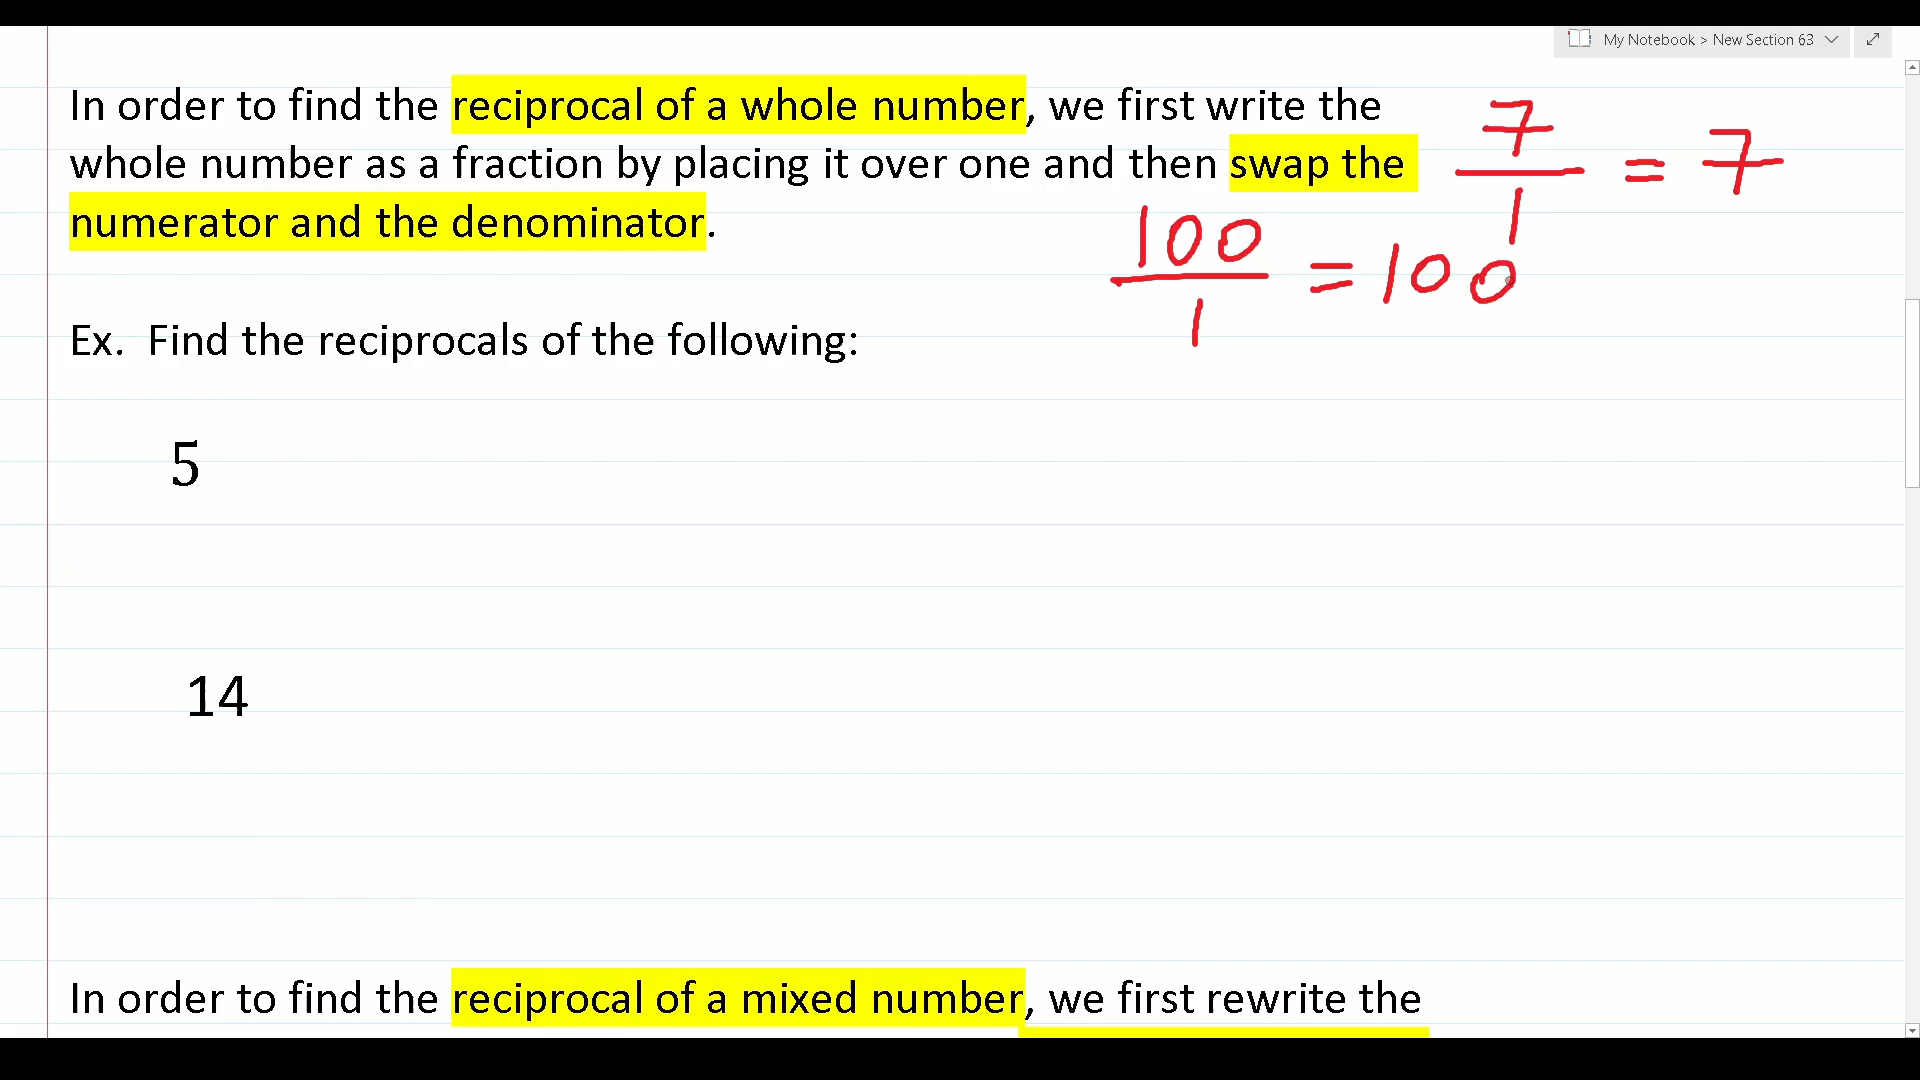 My Notebook > New Section 63
In order to find the reciprocal of a whole number, we first write the
whole number as a fraction by placing it over one and then swap the
numerator and the denominator.
7/1 = 7
100/1 = 100
Ex. Find the reciprocals of the following:
5
14
In order to find the reciprocal of a mixed number, we first rewrite the